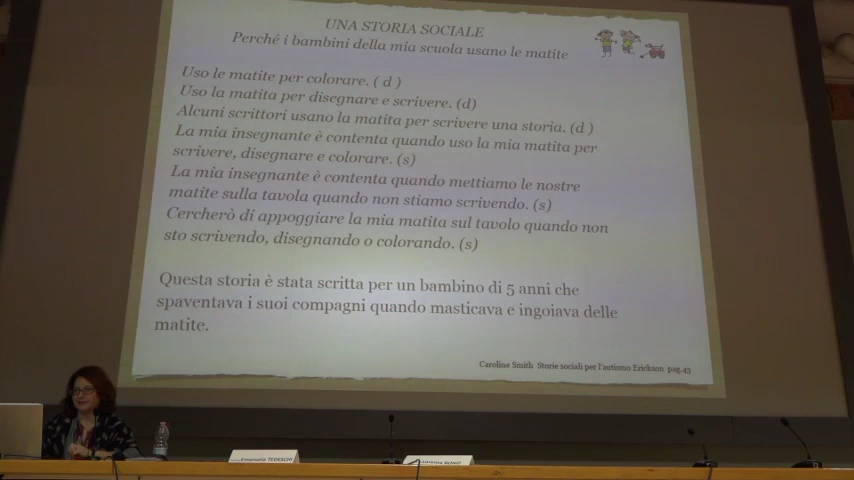 UNA STORIA SOCIALE
Perché i bambini della mia scuola usano le matite
Uso le matite per colorare. ( d )
Uso la matita per disegnare e scrivere. (d)
Alcuni scrittori usano la matita per scrivere una storia. (d )
La mia insegnante è contenta quando uso la mia matita per
scrivere, disegnare e colorare. (s)
La mia insegnante è contenta quando mettiamo le nostre
matite sulla tavola quando non stiamo scrivendo. (s)
Cercherò di appoggiare la mia matita sul tavolo quando non
sto scrivendo, disegnando o colorando. (s)
Questa storia è stata scritta per un bambino di 5 anni che
spaventava i suoi compagni quando masticava e ingoiava delle
matite.
Caroline Smith Storie sociali per l'autismo Erickson pag.43
Emanuela TEDESCHI